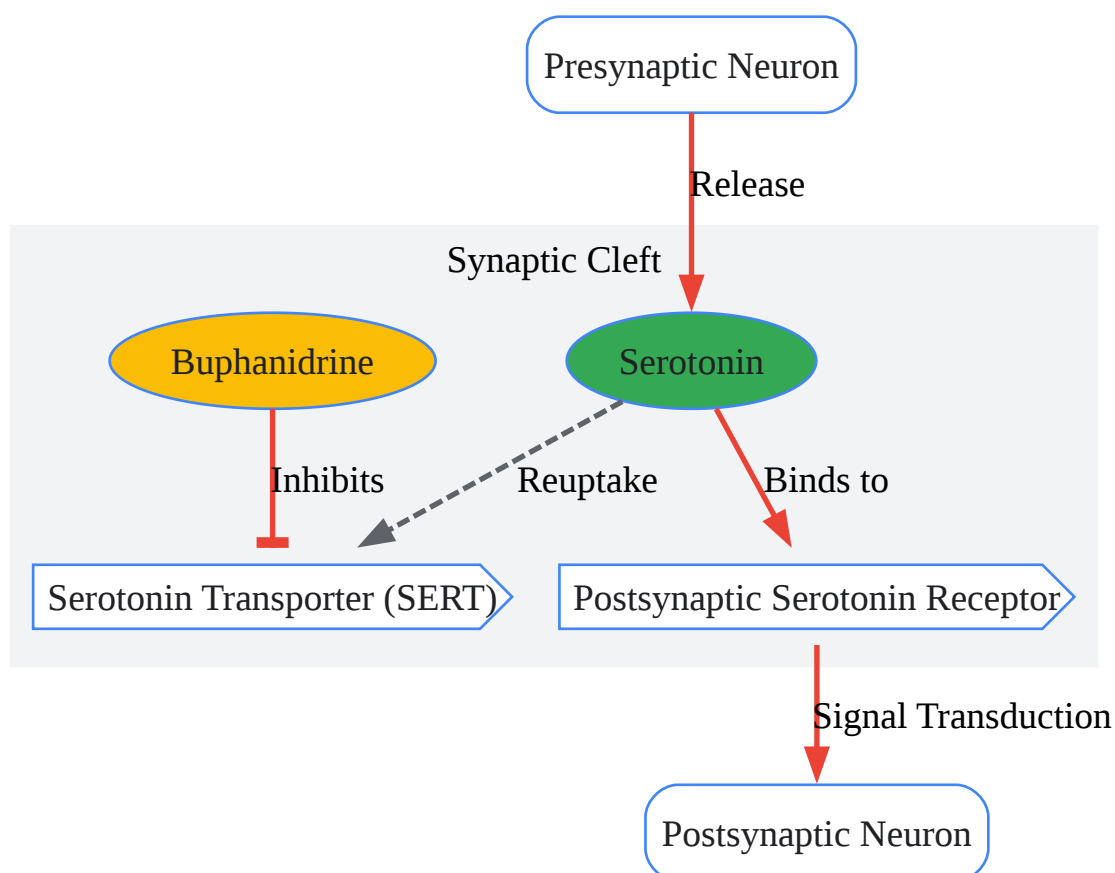 Presynaptic Neuron
Release
Synaptic Cleft
Buphanidrine
Serotonin
Inhibits
Reuptake
Binds to
Serotonin Transporter (SERT)
Postsynaptic Serotonin Receptor
Signal Transduction
Postsynaptic Neuron